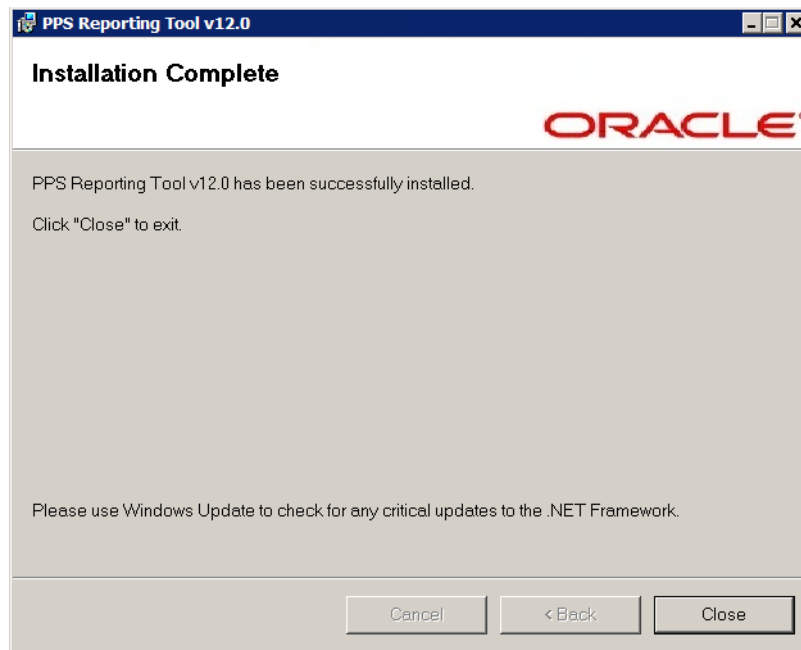 PPS Reporting Tool v12.0
Installation Complete
ORACLE
PPS Reporting Tool v12.0 has been successfully installed.
Click "Close" to exit.
Please use Windows Update to check for any critical updates to the .NET Framework.
Cancel
< Back
Close